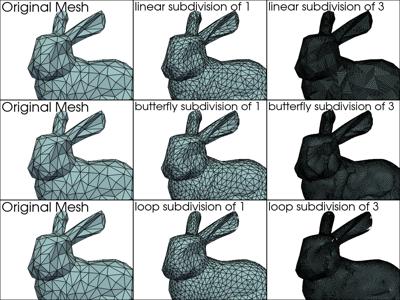 Original Mesh
linear subdivision of 1
linear subdivision of 3
Original Mesh
butterfly subdivision of 1
butterfly subdivision of 3
Original Mesh
loop subdivision of 1
loop subdivision of 3